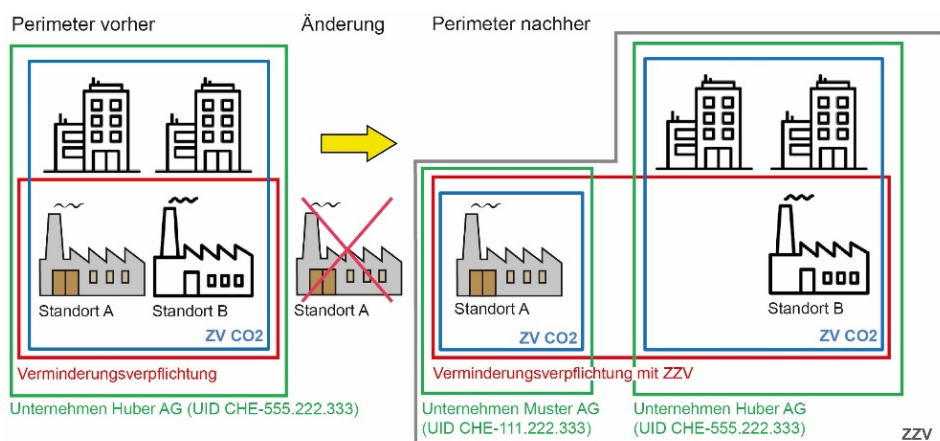 Perimeter vorher
Änderung
Perimeter nachher
Standort A
Standort B
ZV CO2
Verminderungsverpflichtung
Unternehmen Huber AG (UID CHE-555.222.333)
Standort A
Standort A
ZV CO2
Standort B
ZV CO2
Verminderungsverpflichtung mit ZZV
Unternehmen Muster AG
(UID CHE-111.222.333)
Unternehmen Huber AG
(UID CHE-555.222.333)
ZZV